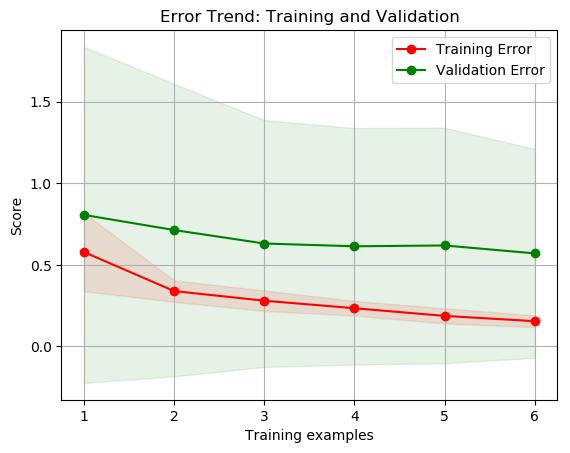 Error Trend: Training and Validation
Training Error
Validation Error
Score
1.5
1.0
0.5
0.0
1 2 3 4 5 6
Training examples